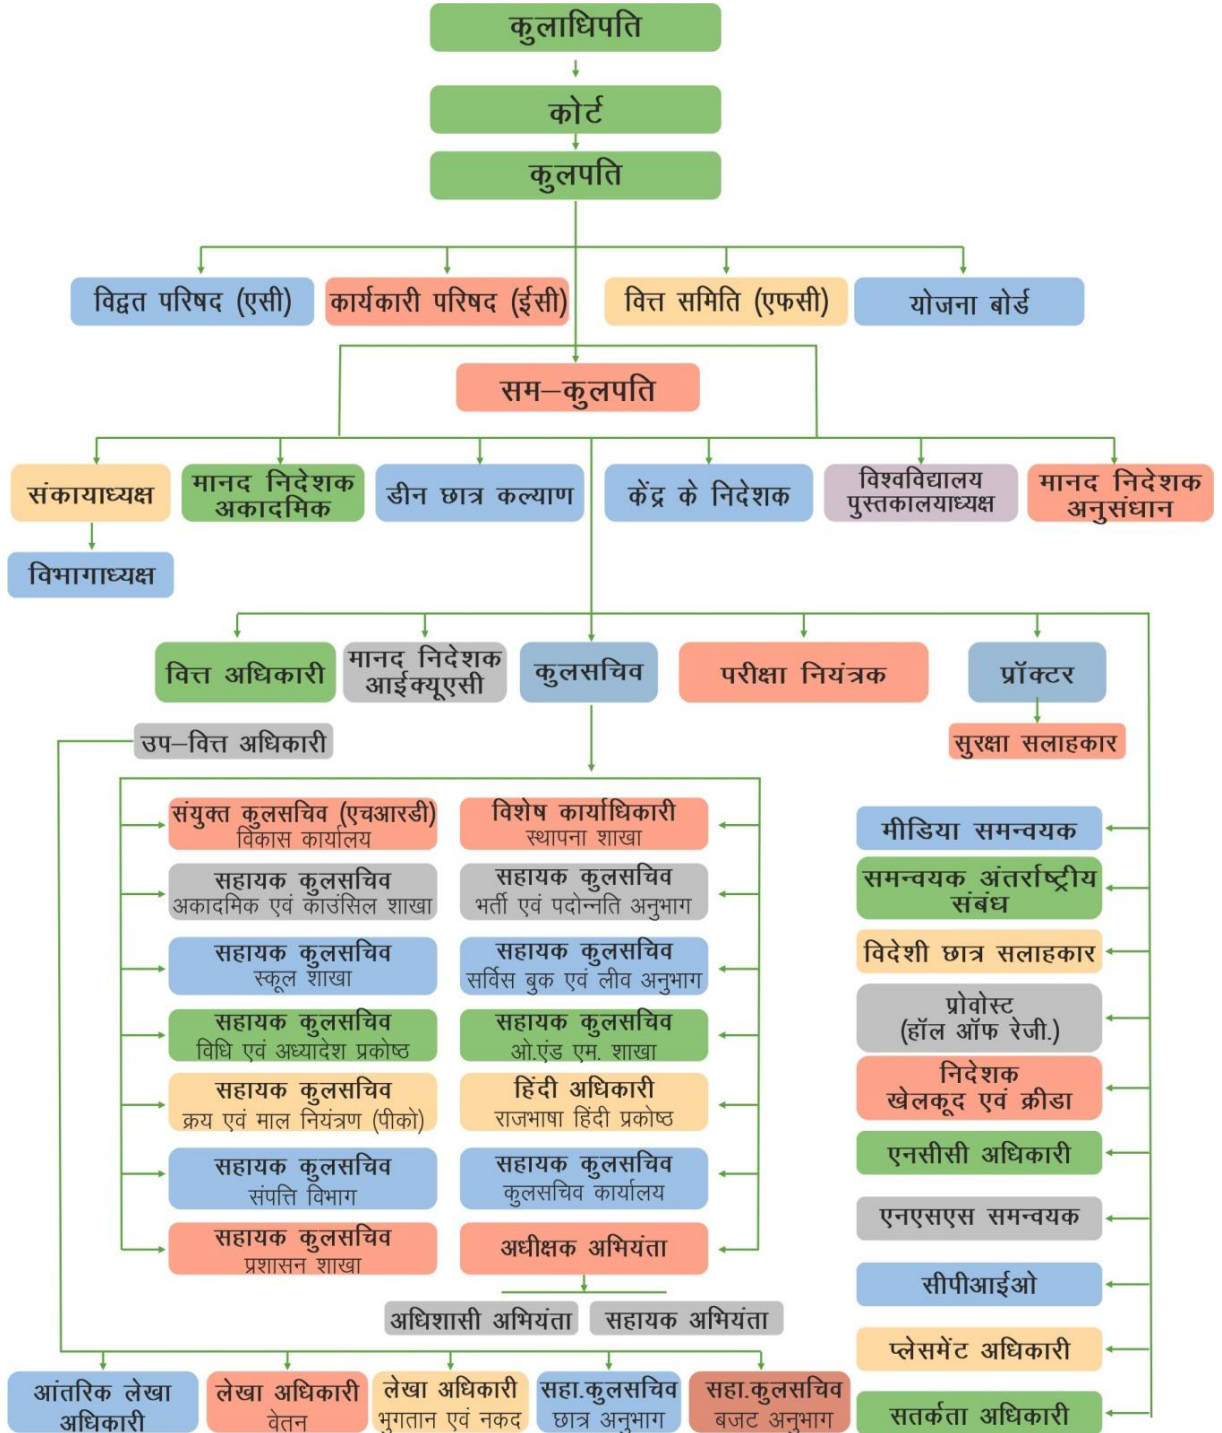 कुलाधिपति
कोर्ट
कुलपति
विद्वत परिषद (एसी)
कार्यकारी परिषद (ईसी)
वित्त समिति (एफसी)
योजना बोर्ड
सम–कुलपति
संकायाध्यक्ष
मानद निदेशक
अकादमिक
डीन छात्र कल्याण
केंद्र के निदेशक
विश्वविद्यालय
पुस्तकालयाध्यक्ष
मानद निदेशक
अनुसंधान
विभागाध्यक्ष
वित्त अधिकारी
मानद निदेशक
आईक्यूएसी
कुलसचिव
परीक्षा नियंत्रक
प्रॉक्टर
उप–वित्त अधिकारी
सुरक्षा सलाहकार
संयुक्त कुलसचिव (एचआरडी)
विकास कार्यालय
विशेष कार्याधिकारी
स्थापना शाखा
सहायक कुलसचिव
अकादमिक एवं काउंसिल शाखा
सहायक कुलसचिव
भर्ती एवं पदोन्नति अनुभाग
सहायक कुलसचिव
स्कूल शाखा
सहायक कुलसचिव
सर्विस बुक एवं लीव अनुभाग
सहायक कुलसचिव
विधि एवं अध्यादेश प्रकोष्ठ
सहायक कुलसचिव
ओ.एंड एम. शाखा
सहायक कुलसचिव
क्रय एवं माल नियंत्रण (पीको)
हिंदी अधिकारी
राजभाषा हिंदी प्रकोष्ठ
सहायक कुलसचिव
संपत्ति विभाग
सहायक कुलसचिव
कुलसचिव कार्यालय
सहायक कुलसचिव
प्रशासन शाखा
अधीक्षक अभियंता
अधिशासी अभियंता
सहायक अभियंता
मीडिया समन्वयक
समन्वयक अंतर्राष्ट्रीय
संबंध
विदेशी छात्र सलाहकार
प्रोवोस्ट
(हॉल ऑफ रेजी.)
निदेशक
खेलकूद एवं क्रीडा
एनसीसी अधिकारी
एनएसएस समन्वयक
सीपीआईओ
प्लेसमेंट अधिकारी
सतर्कता अधिकारी
आंतरिक लेखा
अधिकारी
लेखा अधिकारी
वेतन
लेखा अधिकारी
भुगतान एवं नकद
सहा.कुलसचिव
छात्र अनुभाग
सहा.कुलसचिव
बजट अनुभाग